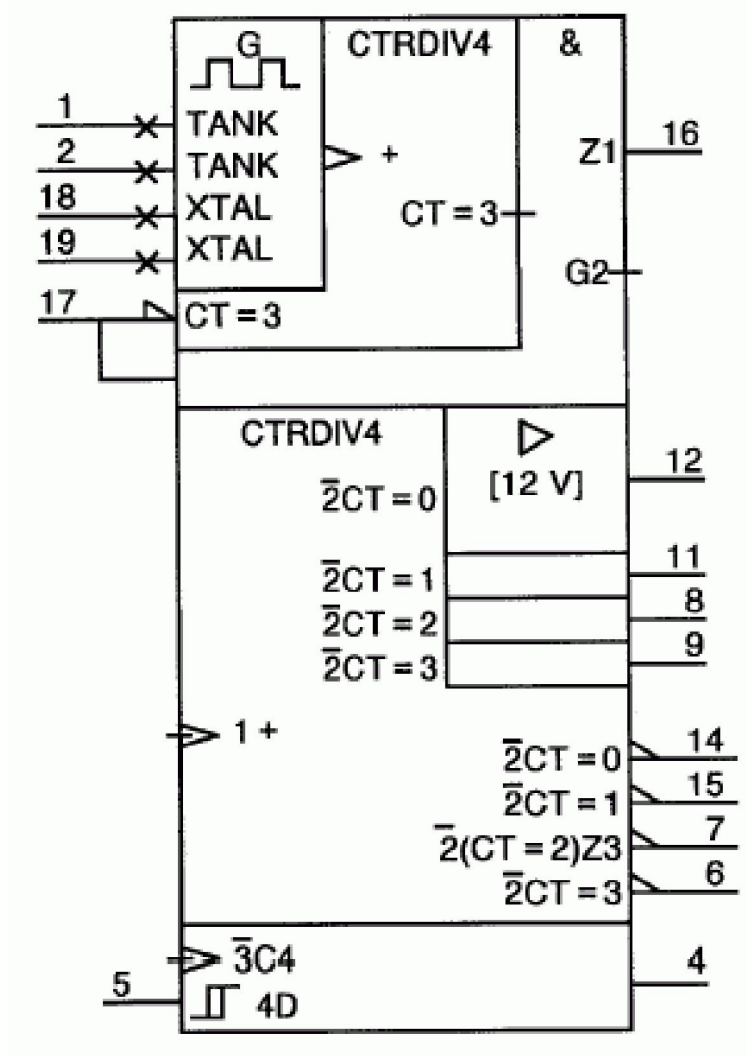 G
CTRDIV4
&
1
TANK
2
TANK
18
XTAL
19
XTAL
+
Z1
16
CT = 3
G2
17
CT = 3
CTRDIV4
[12 V]
12
2̅CT = 0
2̅CT = 1
11
2̅CT = 2
8
2̅CT = 3
9
1 +
2̅CT = 0
14
2̅CT = 1
15
2̅(CT = 2)Z3
7
2̅CT = 3
6
3̅C4
4
5
4D